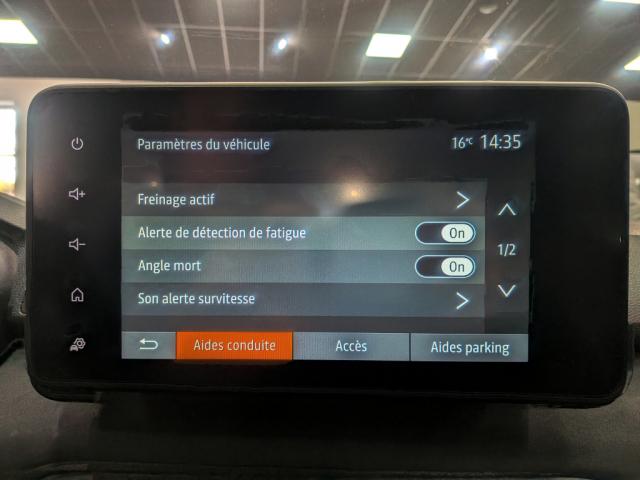 Paramètres du véhicule 16°C 14:35
Freinage actif
Alerte de détection de fatigue On
1/2
Angle mort On
Son alerte survitesse
Aides conduite Accès Aides parking